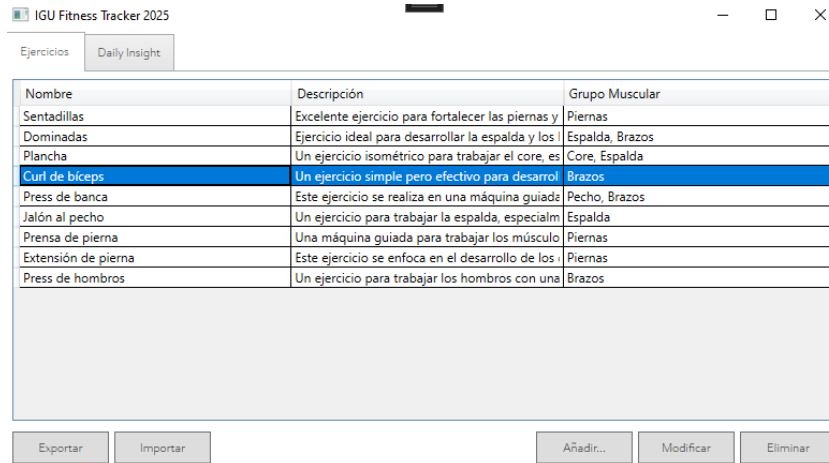 IGU Fitness Tracker 2025
Ejercicios Daily Insight
Nombre Descripción Grupo Muscular
Sentadillas Excelente ejercicio para fortalecer las piernas y Piernas
Dominadas Ejercicio ideal para desarrollar la espalda y los Espalda, Brazos
Plancha Un ejercicio isométrico para trabajar el core, es Core, Espalda
Curl de bíceps Un ejercicio simple pero efectivo para desarrol Brazos
Press de banca Este ejercicio se realiza en una máquina guiada Pecho, Brazos
Jalón al pecho Un ejercicio para trabajar la espalda, especialm Espalda
Prensa de pierna Una máquina guiada para trabajar los músculo Piernas
Extensión de pierna Este ejercicio se enfoca en el desarrollo de los Piernas
Press de hombros Un ejercicio para trabajar los hombros con una Brazos
Exportar Importar Añadir... Modificar Eliminar